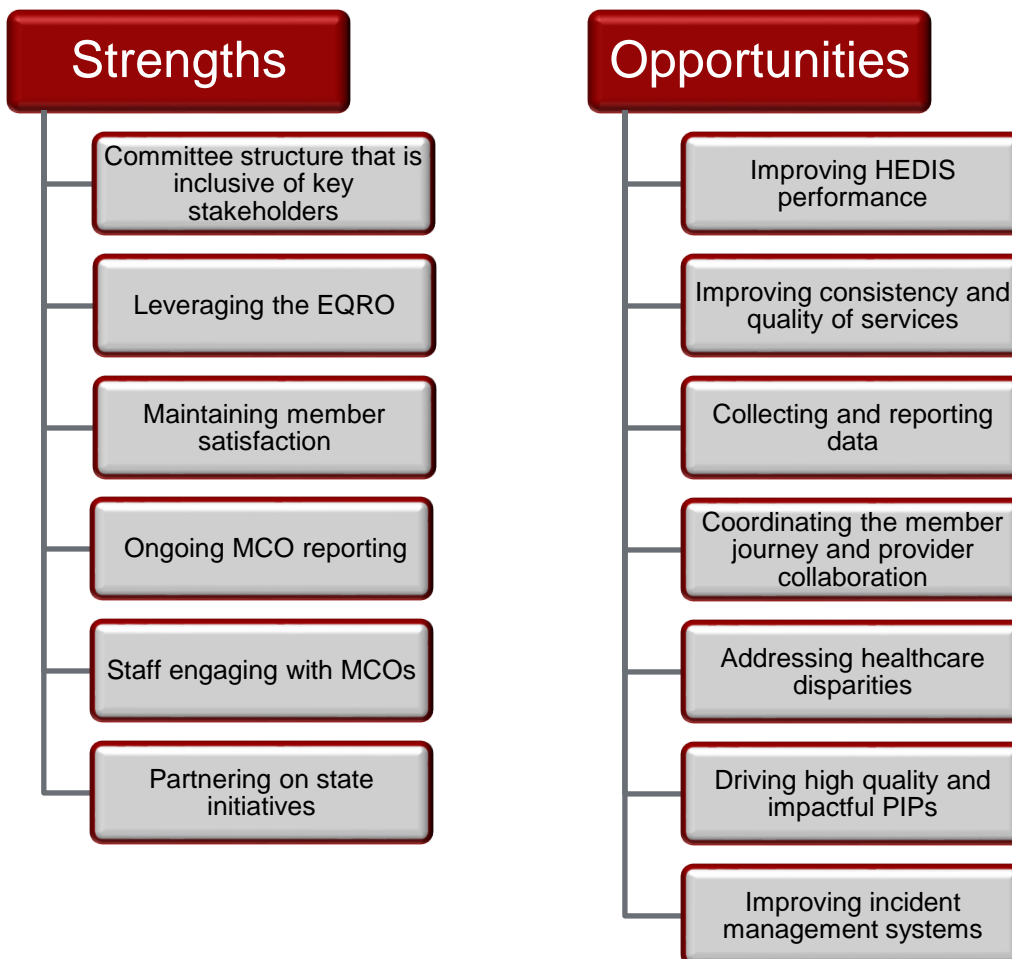 Strengths
Committee structure that is
inclusive of key
stakeholders
Leveraging the EQRO
Maintaining member
satisfaction
Ongoing MCO reporting
Staff engaging with MCOs
Partnering on state
initiatives
Opportunities
Improving HEDIS
performance
Improving consistency and
quality of services
Collecting and reporting
data
Coordinating the member
journey and provider
collaboration
Addressing healthcare
disparities
Driving high quality and
impactful PIPs
Improving incident
management systems